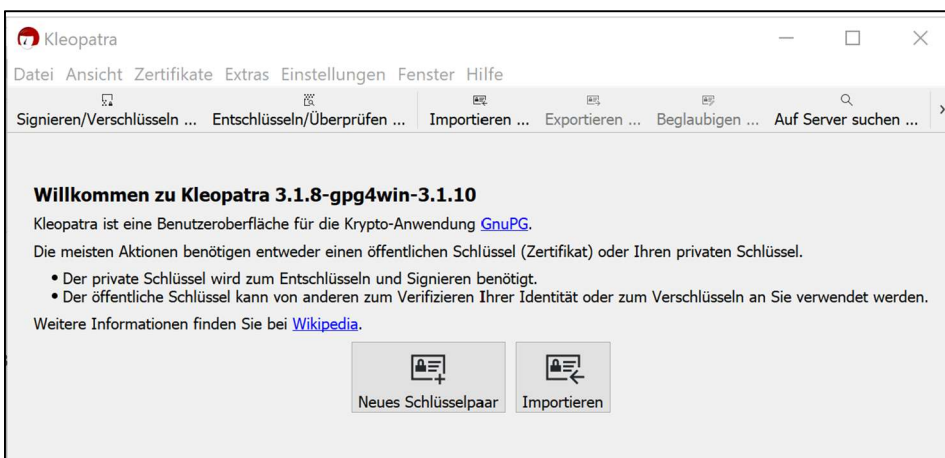 Kleopatra
Datei Ansicht Zertifikate Extras Einstellungen Fenster Hilfe
Signieren/Verschlüsseln ... Entschlüsseln/Überprüfen ... Importieren ... Exportieren ... Beglaubigen ... Auf Server suchen ...
Willkommen zu Kleopatra 3.1.8-gpg4win-3.1.10
Kleopatra ist eine Benutzeroberfläche für die Krypto-Anwendung GnuPG.
Die meisten Aktionen benötigen entweder einen öffentlichen Schlüssel (Zertifikat) oder Ihren privaten Schlüssel.
• Der private Schlüssel wird zum Entschlüsseln und Signieren benötigt.
• Der öffentliche Schlüssel kann von anderen zum Verifizieren Ihrer Identität oder zum Verschlüsseln an Sie verwendet werden.
Weitere Informationen finden Sie bei Wikipedia.
Neues Schlüsselpaar Importieren